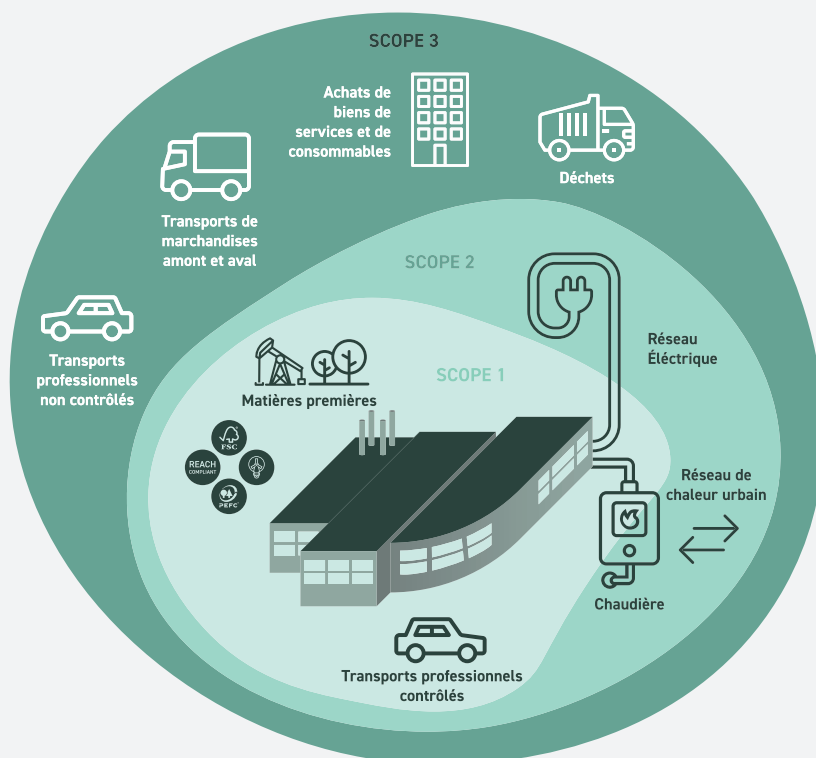 SCOPE 3
Achats de
biens de
services et de
consommables
Déchets
Transports de
marchandises
amont et aval
SCOPE 2
Transports
professionnels
non contrôlés
Réseau
Éléctrique
SCOPE 1
Matières premières
FSC
REACH
COMPLIANT
PEFC
Réseau de
chaleur urbain
Chaudière
Transports professionnels
contrôlés